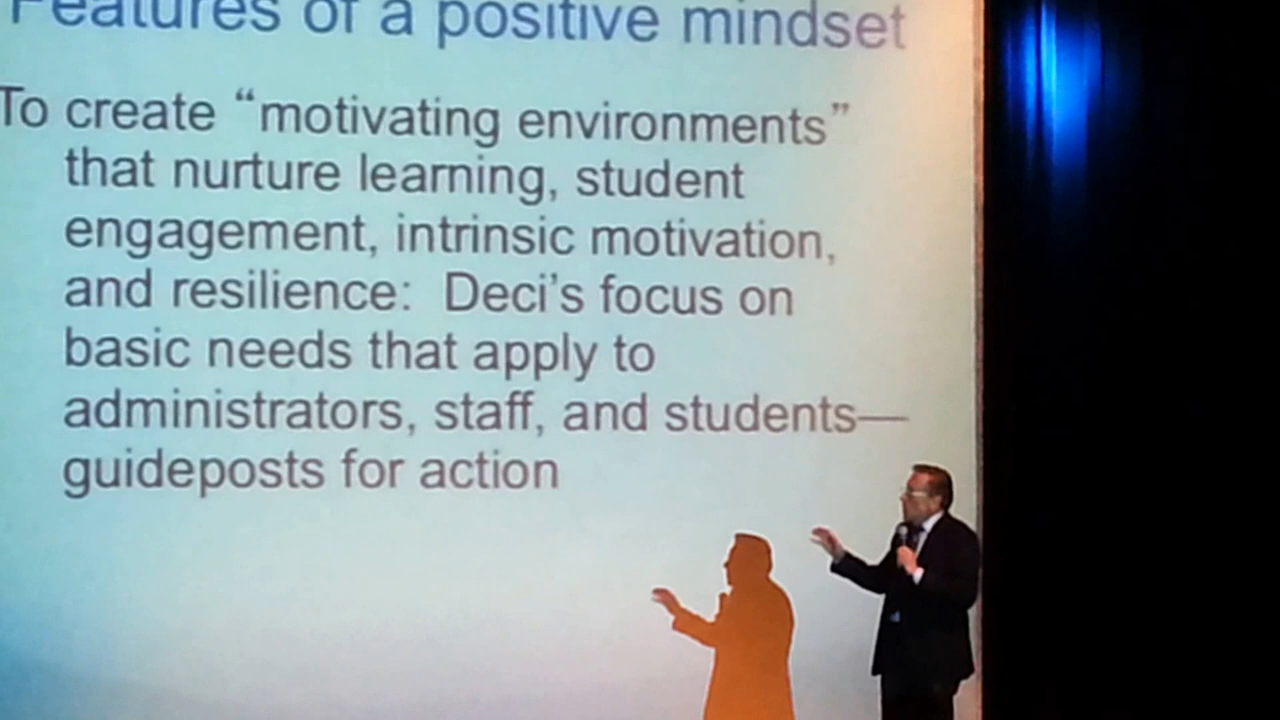 Features of a positive mindset
To create “motivating environments”
that nurture learning, student
engagement, intrinsic motivation,
and resilience: Deci’s focus on
basic needs that apply to
administrators, staff, and students—
guideposts for action